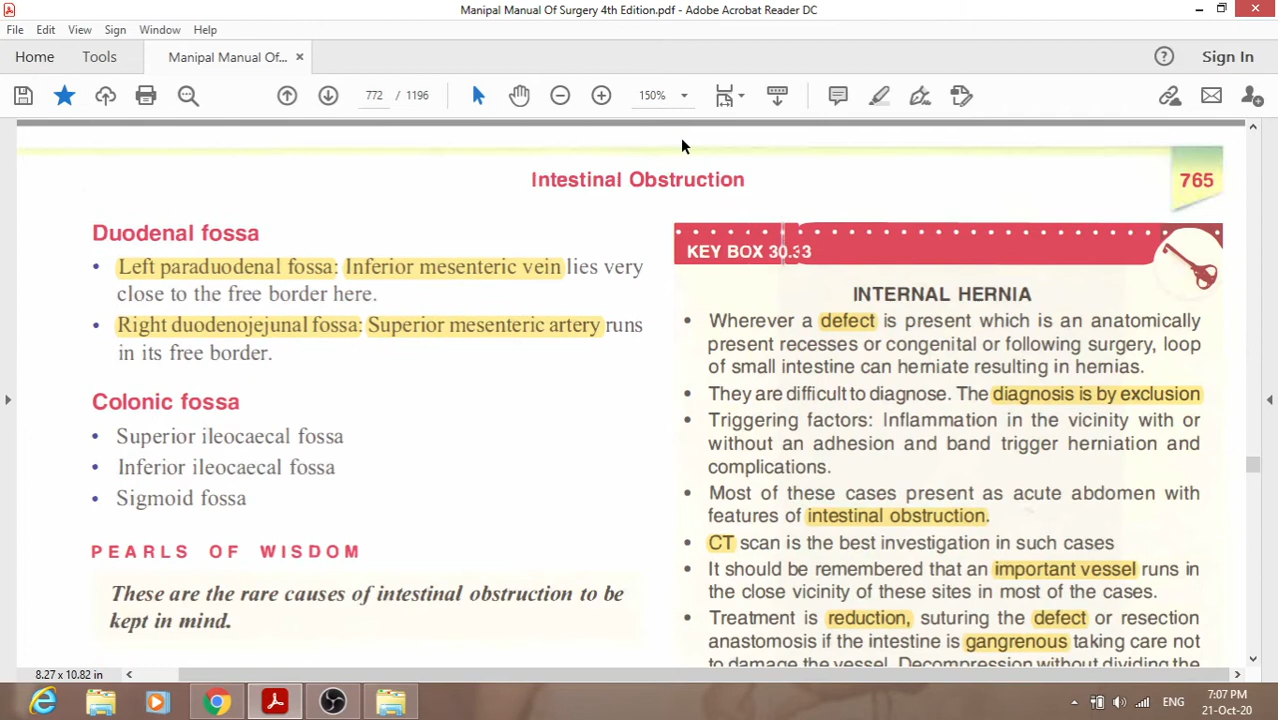 Manipal Manual Of Surgery 4th Edition.pdf - Adobe Acrobat Reader DC
File Edit View Sign Window Help
Home Tools Manipal Manual Of... × Sign In
772 / 1196 150%
Intestinal Obstruction
765
Duodenal fossa
• Left paraduodenal fossa: Inferior mesenteric vein lies very
close to the free border here.
• Right duodenojejunal fossa: Superior mesenteric artery runs
in its free border.
Colonic fossa
• Superior ileocaecal fossa
• Inferior ileocaecal fossa
• Sigmoid fossa
PEARLS OF WISDOM
These are the rare causes of intestinal obstruction to be
kept in mind.
KEY BOX 30.33
INTERNAL HERNIA
• Wherever a defect is present which is an anatomically
present recesses or congenital or following surgery, loop
of small intestine can herniate resulting in hernias.
• They are difficult to diagnose. The diagnosis is by exclusion
• Triggering factors: Inflammation in the vicinity with or
without an adhesion and band trigger herniation and
complications.
• Most of these cases present as acute abdomen with
features of intestinal obstruction.
• CT scan is the best investigation in such cases
• It should be remembered that an important vessel runs in
the close vicinity of these sites in most of the cases.
• Treatment is reduction, suturing the defect or resection
anastomosis if the intestine is gangrenous taking care not
to damage the vessel. Decompression without dividing the
8.27 x 10.82 in
ENG
7:07 PM
21-Oct-20